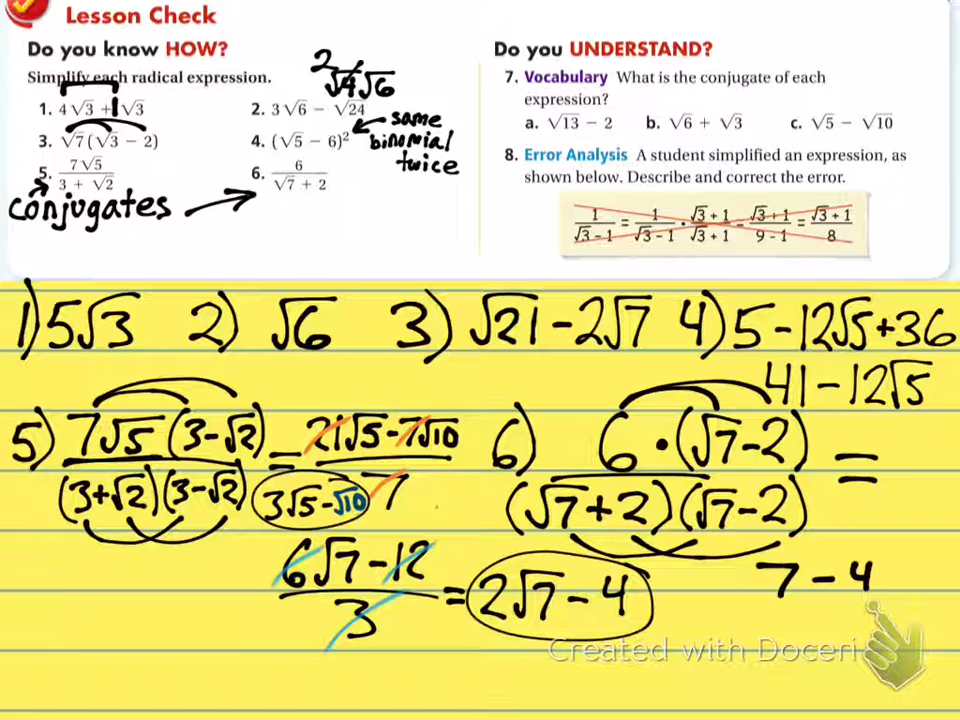 Lesson Check
Do you know HOW?
Simplify each radical expression.
2
√4√6
1. 4√3 + 1√3
2. 3√6 − √24
same
binomial
twice
3. √7(√3 − 2)
4. (√5 − 6)²
5. 7√5 / (3 + √2)
6. 6 / (√7 + 2)
conjugates
Do you UNDERSTAND?
7. Vocabulary What is the conjugate of each
expression?
a. √13 − 2 b. √6 + √3 c. √5 − √10
8. Error Analysis A student simplified an expression, as
shown below. Describe and correct the error.
1/(√3 − 1) = 1/(√3 − 1) · (√3 + 1)/(√3 + 1) = (√3 + 1)/(9 − 1) = (√3 + 1)/8
1) 5√3 2) √6 3) √21 − 2√7 4) 5 − 12√5 + 36
41 − 12√5
5) 7√5 (3 − √2) / (3 + √2)(3 − √2) = 21√5 − 7√10 / 7
3√5 − √10
6) 6 · (√7 − 2) / (√7 + 2)(√7 − 2) =
7 − 4
6√7 − 12 / 3 = 2√7 − 4
Created with Doceri